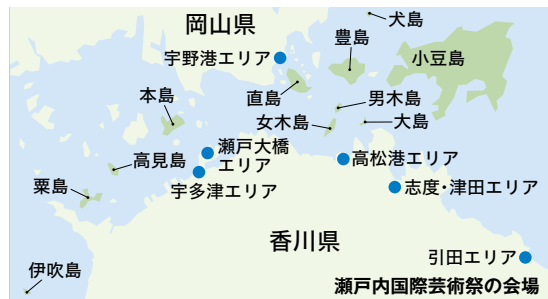 岡山県
犬島
豊島
宇野港エリア
小豆島
本島
直島
男木島
女木島
大島
瀬戸大橋
エリア
高見島
高松港エリア
粟島
宇多津エリア
志度・津田エリア
香川県
引田エリア
伊吹島
瀬戸内国際芸術祭の会場